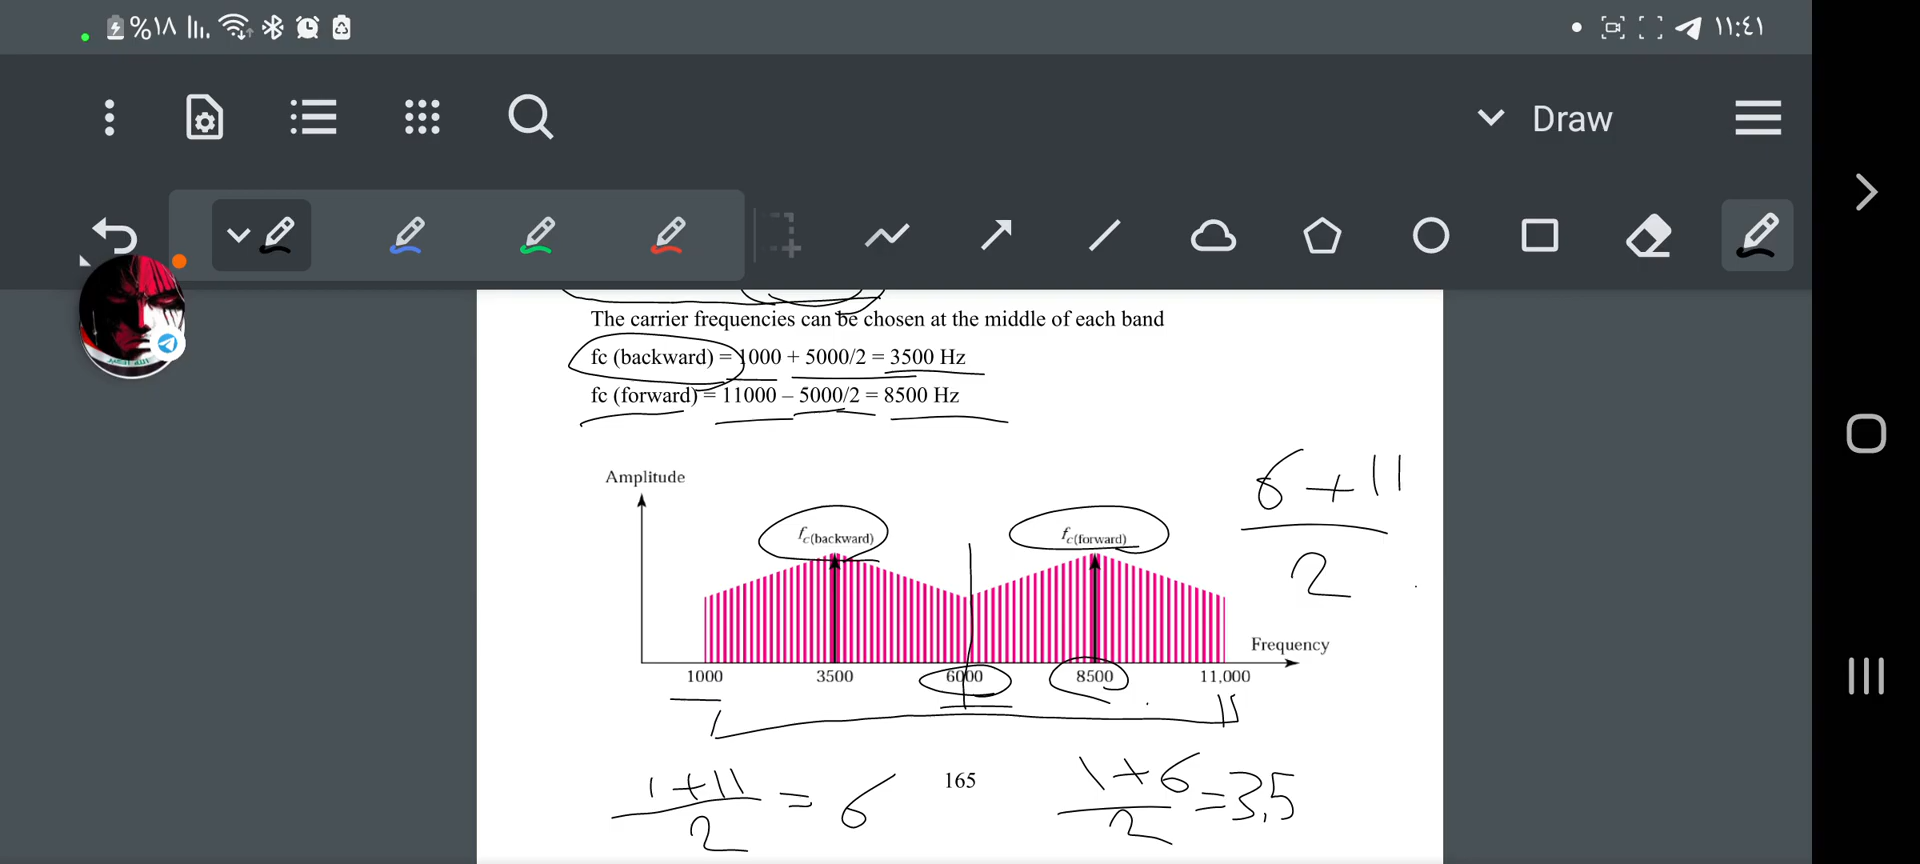 %١٨
١١:٤١
Draw
The carrier frequencies can be chosen at the middle of each band
fc (backward) = 1000 + 5000/2 = 3500 Hz
fc (forward) = 11000 – 5000/2 = 8500 Hz
Amplitude
fc(backward)
fc(forward)
6 + 11
2
Frequency
1000 3500 6000 8500 11,000
165
1 + 11 = 6
2
1 + 6 = 3,5
2